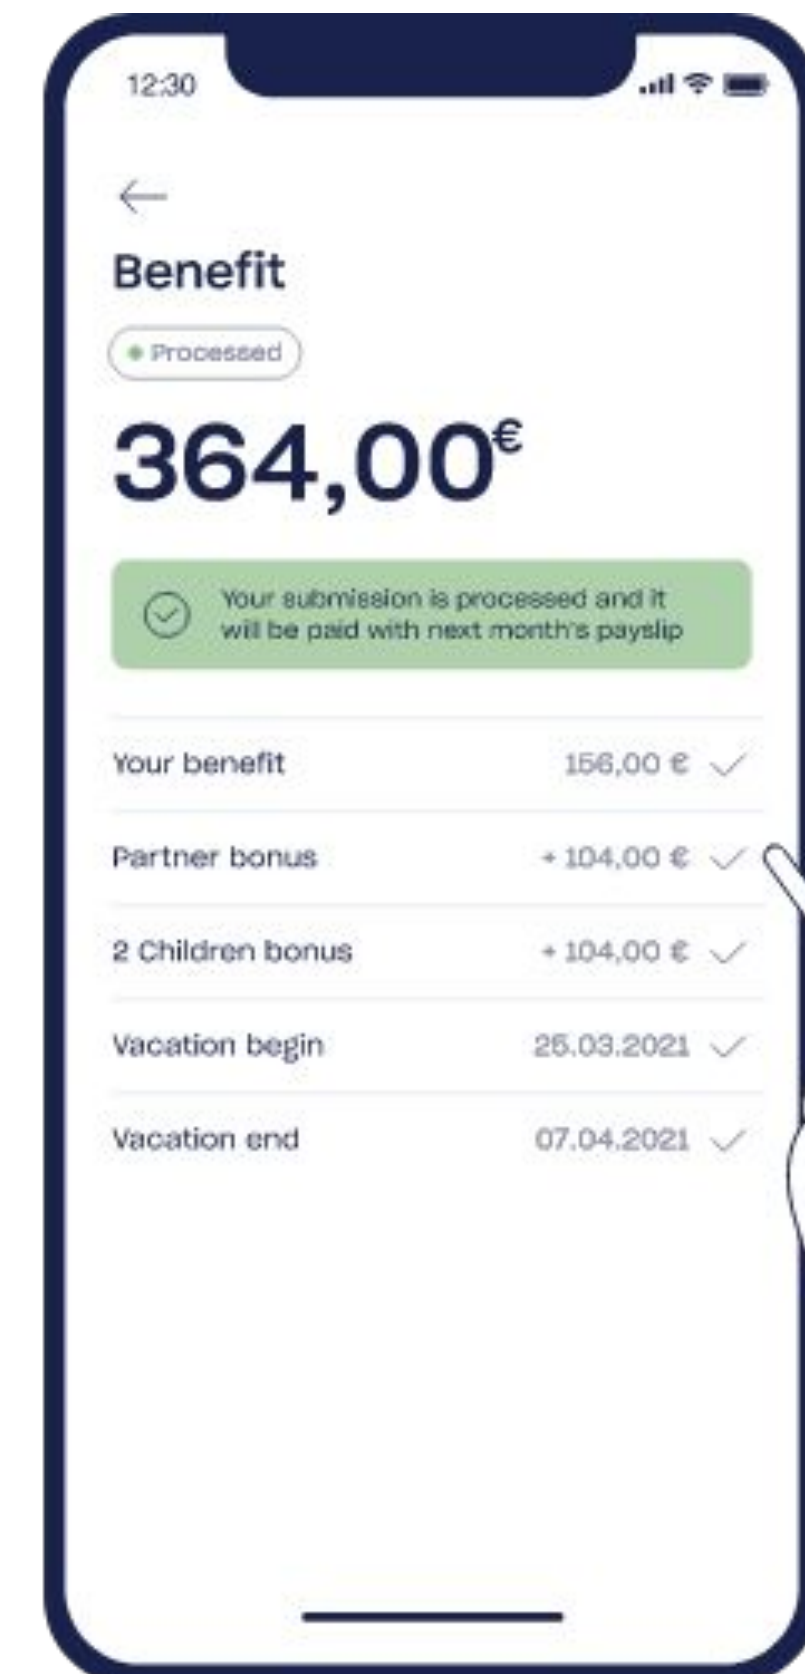 12:30
Benefit
Processed
364,00€
Your submission is processed and it
will be paid with next month's payslip
Your benefit 156,00 €
Partner bonus + 104,00 €
2 Children bonus + 104,00 €
Vacation begin 25.03.2021
Vacation end 07.04.2021